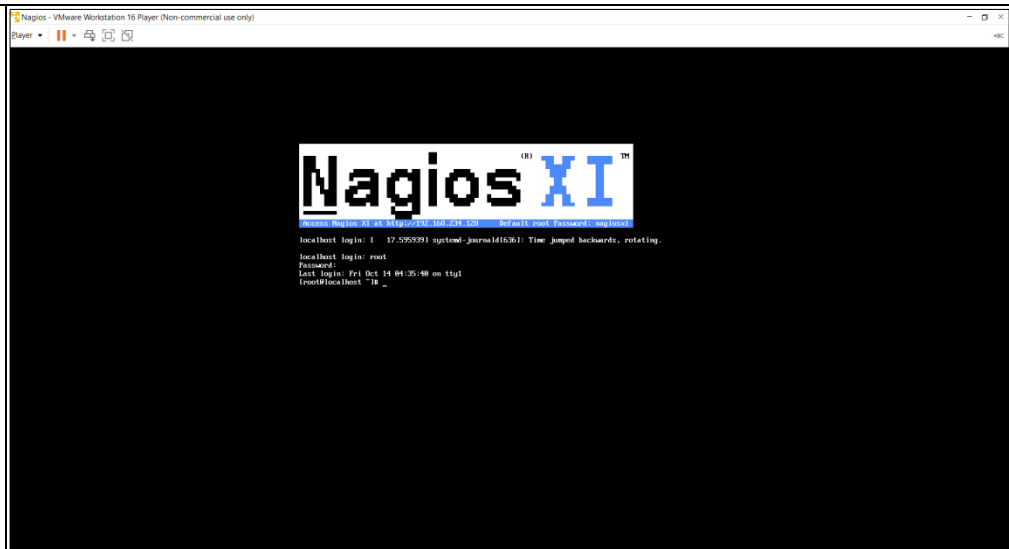 Nagios - VMware Workstation 16 Player (Non-commercial use only)
Player
Nagios (R) XI TM
Access Nagios XI at http://192.168.234.128 Default root Password: nagiosxi
localhost login: [ 17.595939] systemd-journald[636]: Time jumped backwards, rotating.
localhost login: root
Password:
Last login: Fri Oct 14 04:35:40 on tty1
[root@localhost ~]# _